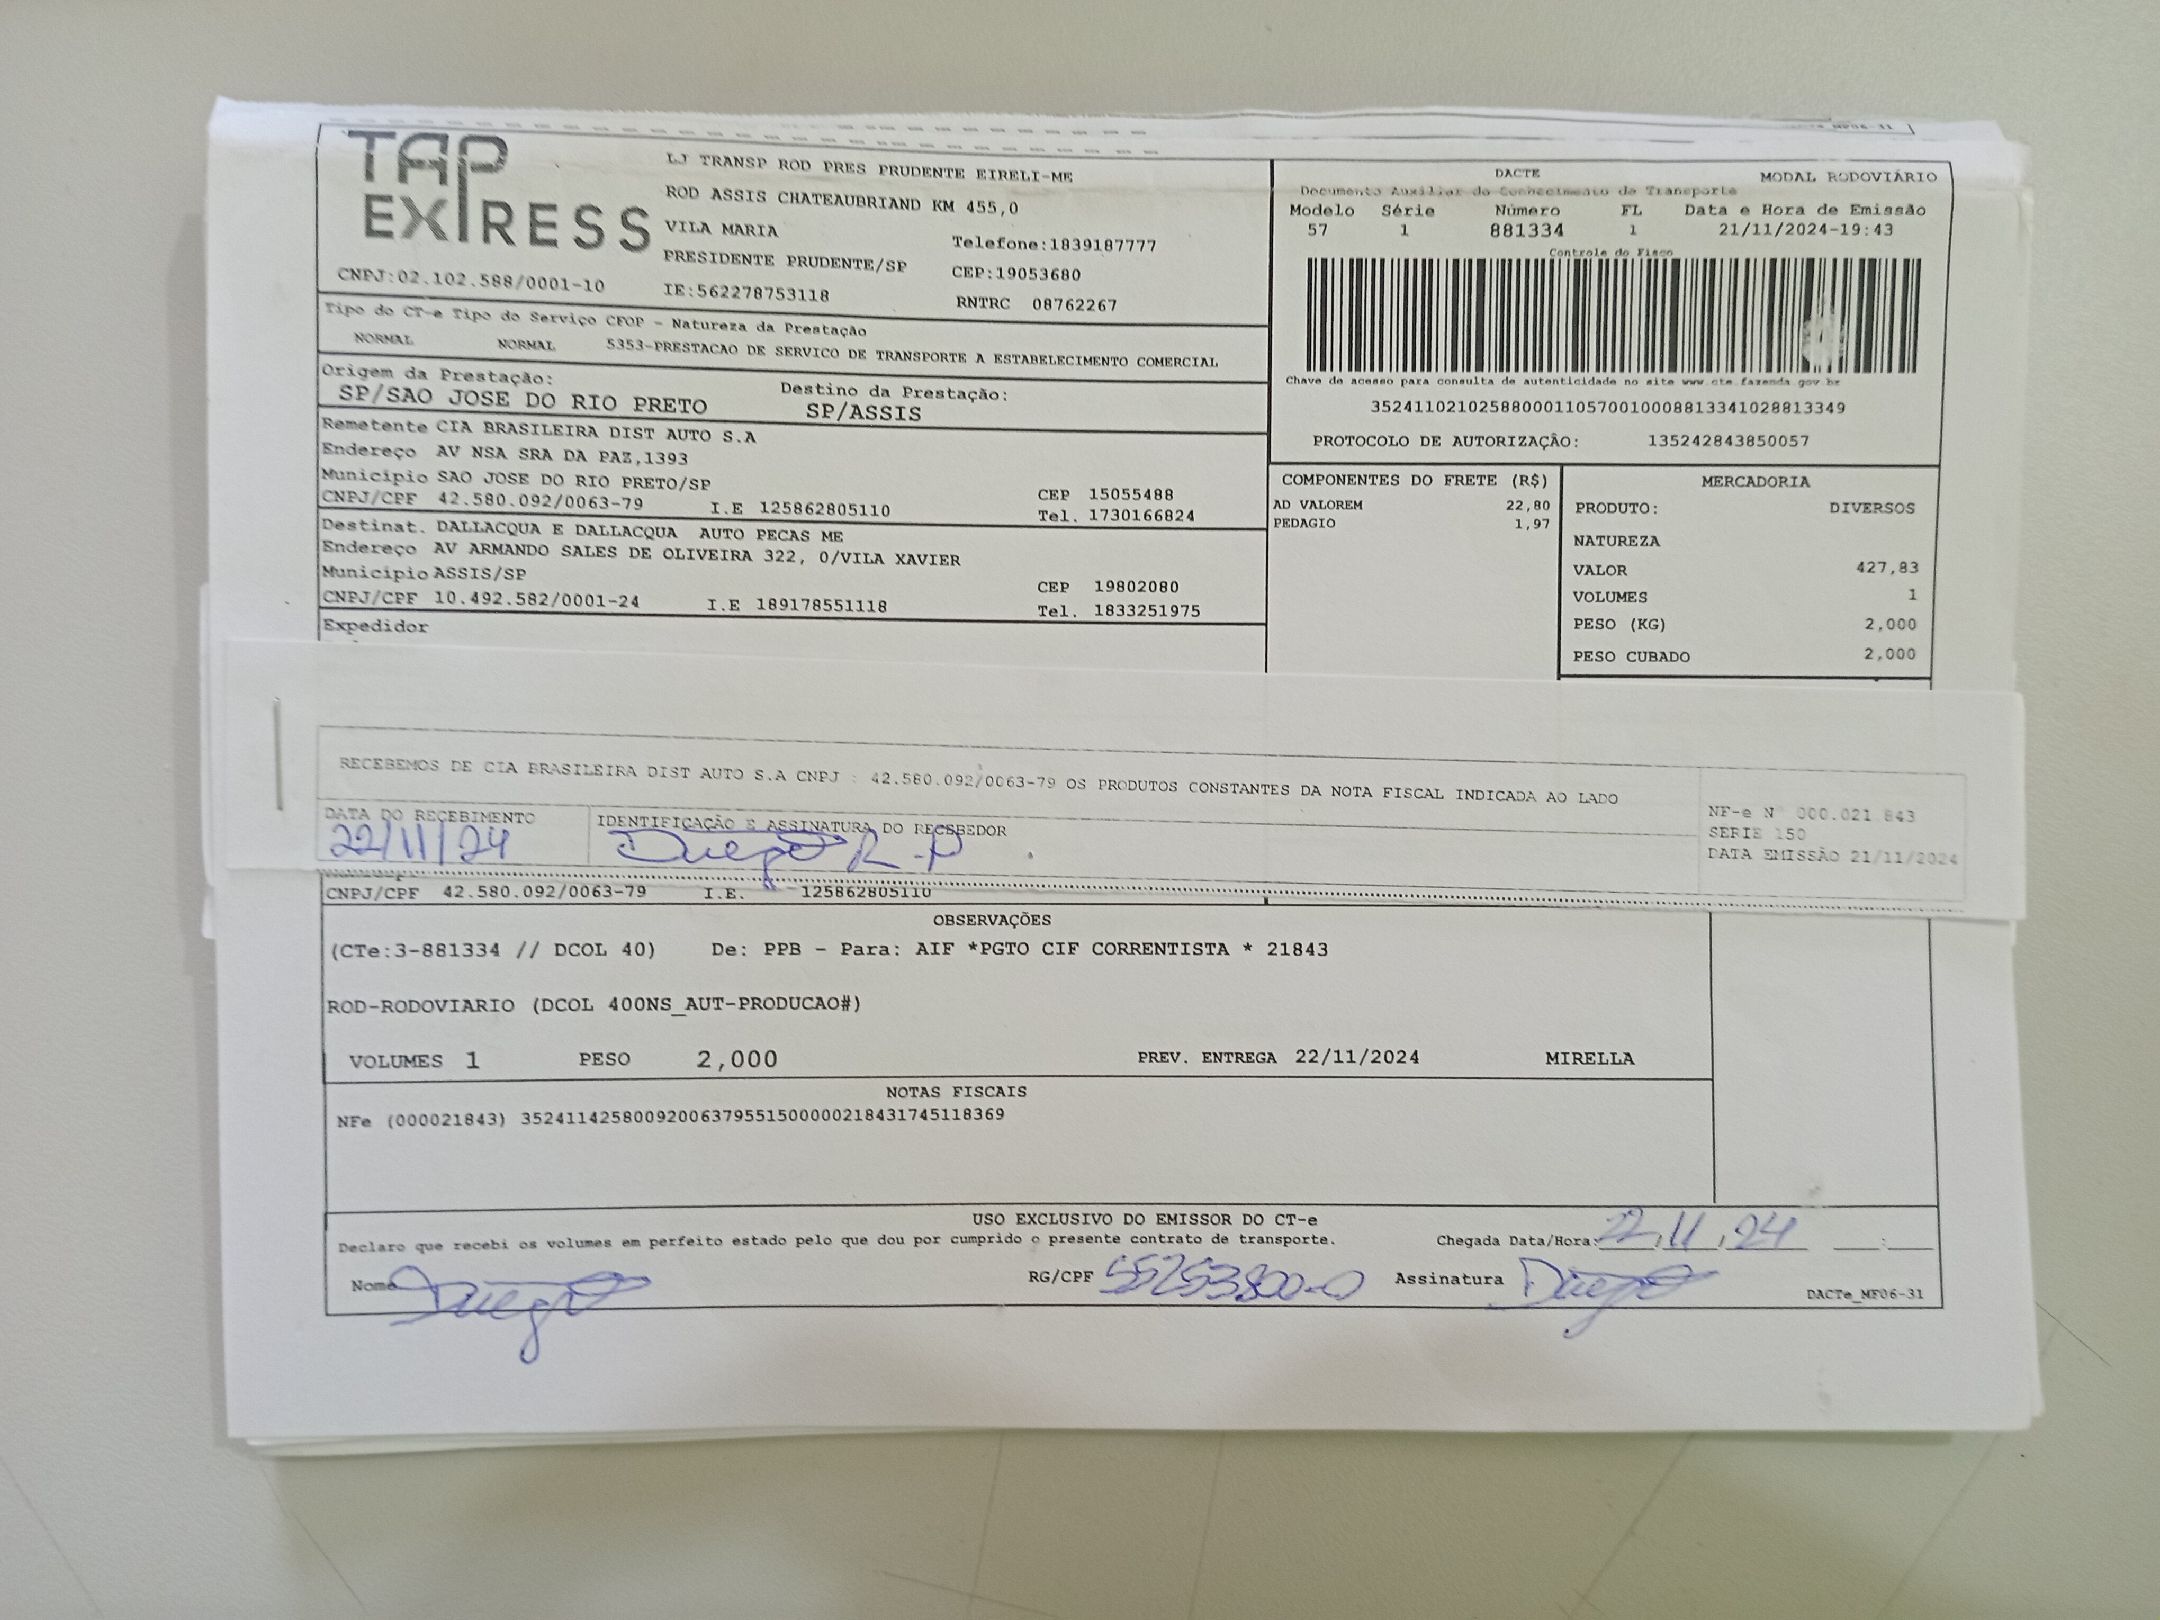 TAP EXPRESS
LJ TRANSP ROD PRES PRUDENTE EIRELI-ME
ROD ASSIS CHATEAUBRIAND KM 455,0
VILA MARIA
Telefone:1839187777
PRESIDENTE PRUDENTE/SP
CEP:19053680
CNPJ:02.102.588/0001-10
IE:562278753118
RNTRC 08762267
DACTE
MODAL RODOVIÁRIO
Documento Auxiliar do Conhecimento de Transporte
Modelo Série Número FL Data e Hora de Emissão
57 1 881334 1 21/11/2024-19:43
Controle do Fisco
Chave de acesso para consulta de autenticidade no site www.cte.fazenda.gov.br
35241102102588000110570010008813341028813349
PROTOCOLO DE AUTORIZAÇÃO: 135242843850057
Tipo do CT-e Tipo do Serviço CFOP - Natureza da Prestação
NORMAL NORMAL 5353-PRESTACAO DE SERVICO DE TRANSPORTE A ESTABELECIMENTO COMERCIAL
Origem da Prestação: Destino da Prestação:
SP/SAO JOSE DO RIO PRETO SP/ASSIS
Remetente CIA BRASILEIRA DIST AUTO S.A
Endereço AV NSA SRA DA PAZ,1393
Municipio SAO JOSE DO RIO PRETO/SP CEP 15055488
CNPJ/CPF 42.580.092/0063-79 I.E 125862805110 Tel. 1730166824
Destinat. DALLACQUA E DALLACQUA AUTO PECAS ME
Endereço AV ARMANDO SALES DE OLIVEIRA 322, 0/VILA XAVIER
Municipio ASSIS/SP CEP 19802080
CNPJ/CPF 10.492.582/0001-24 I.E 189178551118 Tel. 1833251975
Expedidor
COMPONENTES DO FRETE (R$)
AD VALOREM 22,80
PEDAGIO 1,97
MERCADORIA
PRODUTO: DIVERSOS
NATUREZA
VALOR 427,83
VOLUMES 1
PESO (KG) 2,000
PESO CUBADO 2,000
RECEBEMOS DE CIA BRASILEIRA DIST AUTO S.A CNPJ : 42.580.092/0063-79 OS PRODUTOS CONSTANTES DA NOTA FISCAL INDICADA AO LADO
DATA DO RECEBIMENTO IDENTIFICAÇÃO E ASSINATURA DO RECEBEDOR
22/11/24 Diego R.P
NF-e Nº 000.021.843
SERIE 150
DATA EMISSÃO 21/11/2024
CNPJ/CPF 42.580.092/0063-79 I.E. 125862805110
OBSERVAÇÕES
(CTe:3-881334 // DCOL 40) De: PPB - Para: AIF *PGTO CIF CORRENTISTA * 21843
ROD-RODOVIARIO (DCOL 400NS_AUT-PRODUCAO#)
VOLUMES 1 PESO 2,000 PREV. ENTREGA 22/11/2024 MIRELLA
NOTAS FISCAIS
NFe (000021843) 35241142580092006379551500000218431745118369
USO EXCLUSIVO DO EMISSOR DO CT-e
Declaro que recebi os volumes em perfeito estado pelo que dou por cumprido o presente contrato de transporte. Chegada Data/Hora: 22/11/24 :
Nome Diego RG/CPF 55253800-0 Assinatura Diego
DACTe_MF06-31